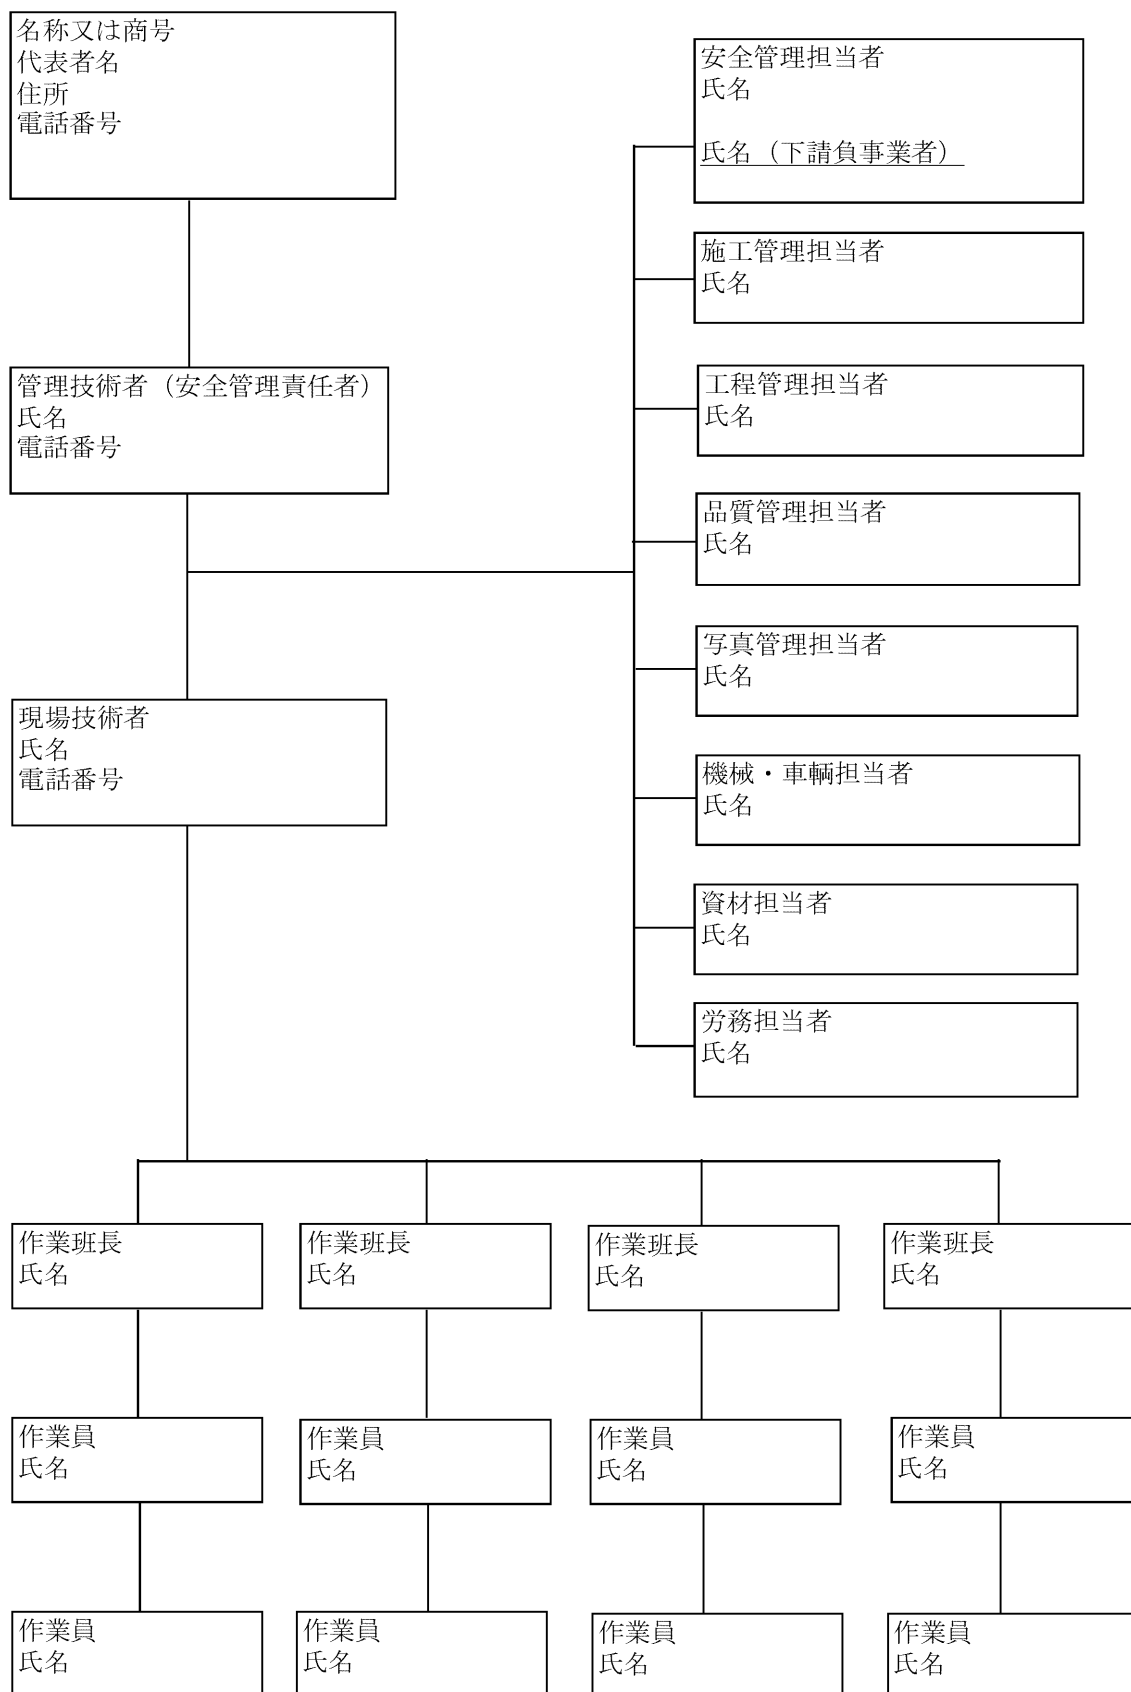 名称又は商号
代表者名
住所
電話番号
安全管理担当者
氏名
氏名（下請負事業者）
施工管理担当者
氏名
管理技術者（安全管理責任者）
氏名
電話番号
工程管理担当者
氏名
品質管理担当者
氏名
写真管理担当者
氏名
現場技術者
氏名
電話番号
機械・車輌担当者
氏名
資材担当者
氏名
労務担当者
氏名
作業班長
氏名
作業班長
氏名
作業班長
氏名
作業班長
氏名
作業員
氏名
作業員
氏名
作業員
氏名
作業員
氏名
作業員
氏名
作業員
氏名
作業員
氏名
作業員
氏名